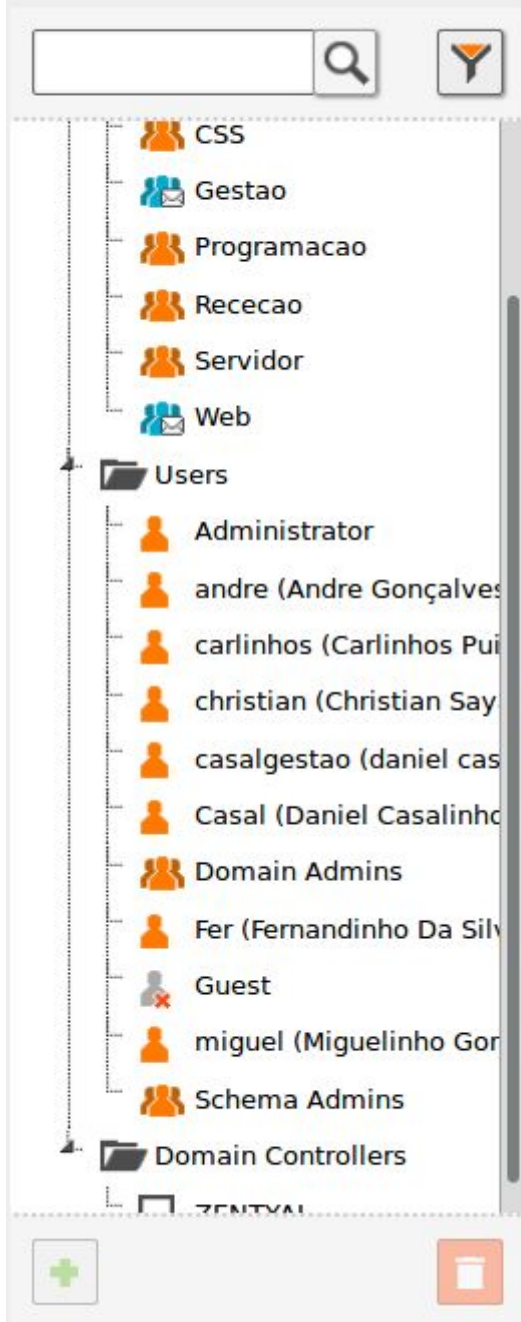 CSS
Gestao
Programacao
Rececao
Servidor
Web
Users
Administrator
andre (Andre Gonçalves
carlinhos (Carlinhos Pui
christian (Christian Say
casalgestao (daniel cas
Casal (Daniel Casalinho
Domain Admins
Fer (Fernandinho Da Silv
Guest
miguel (Miguelinho Gor
Schema Admins
Domain Controllers
ZENTYAL